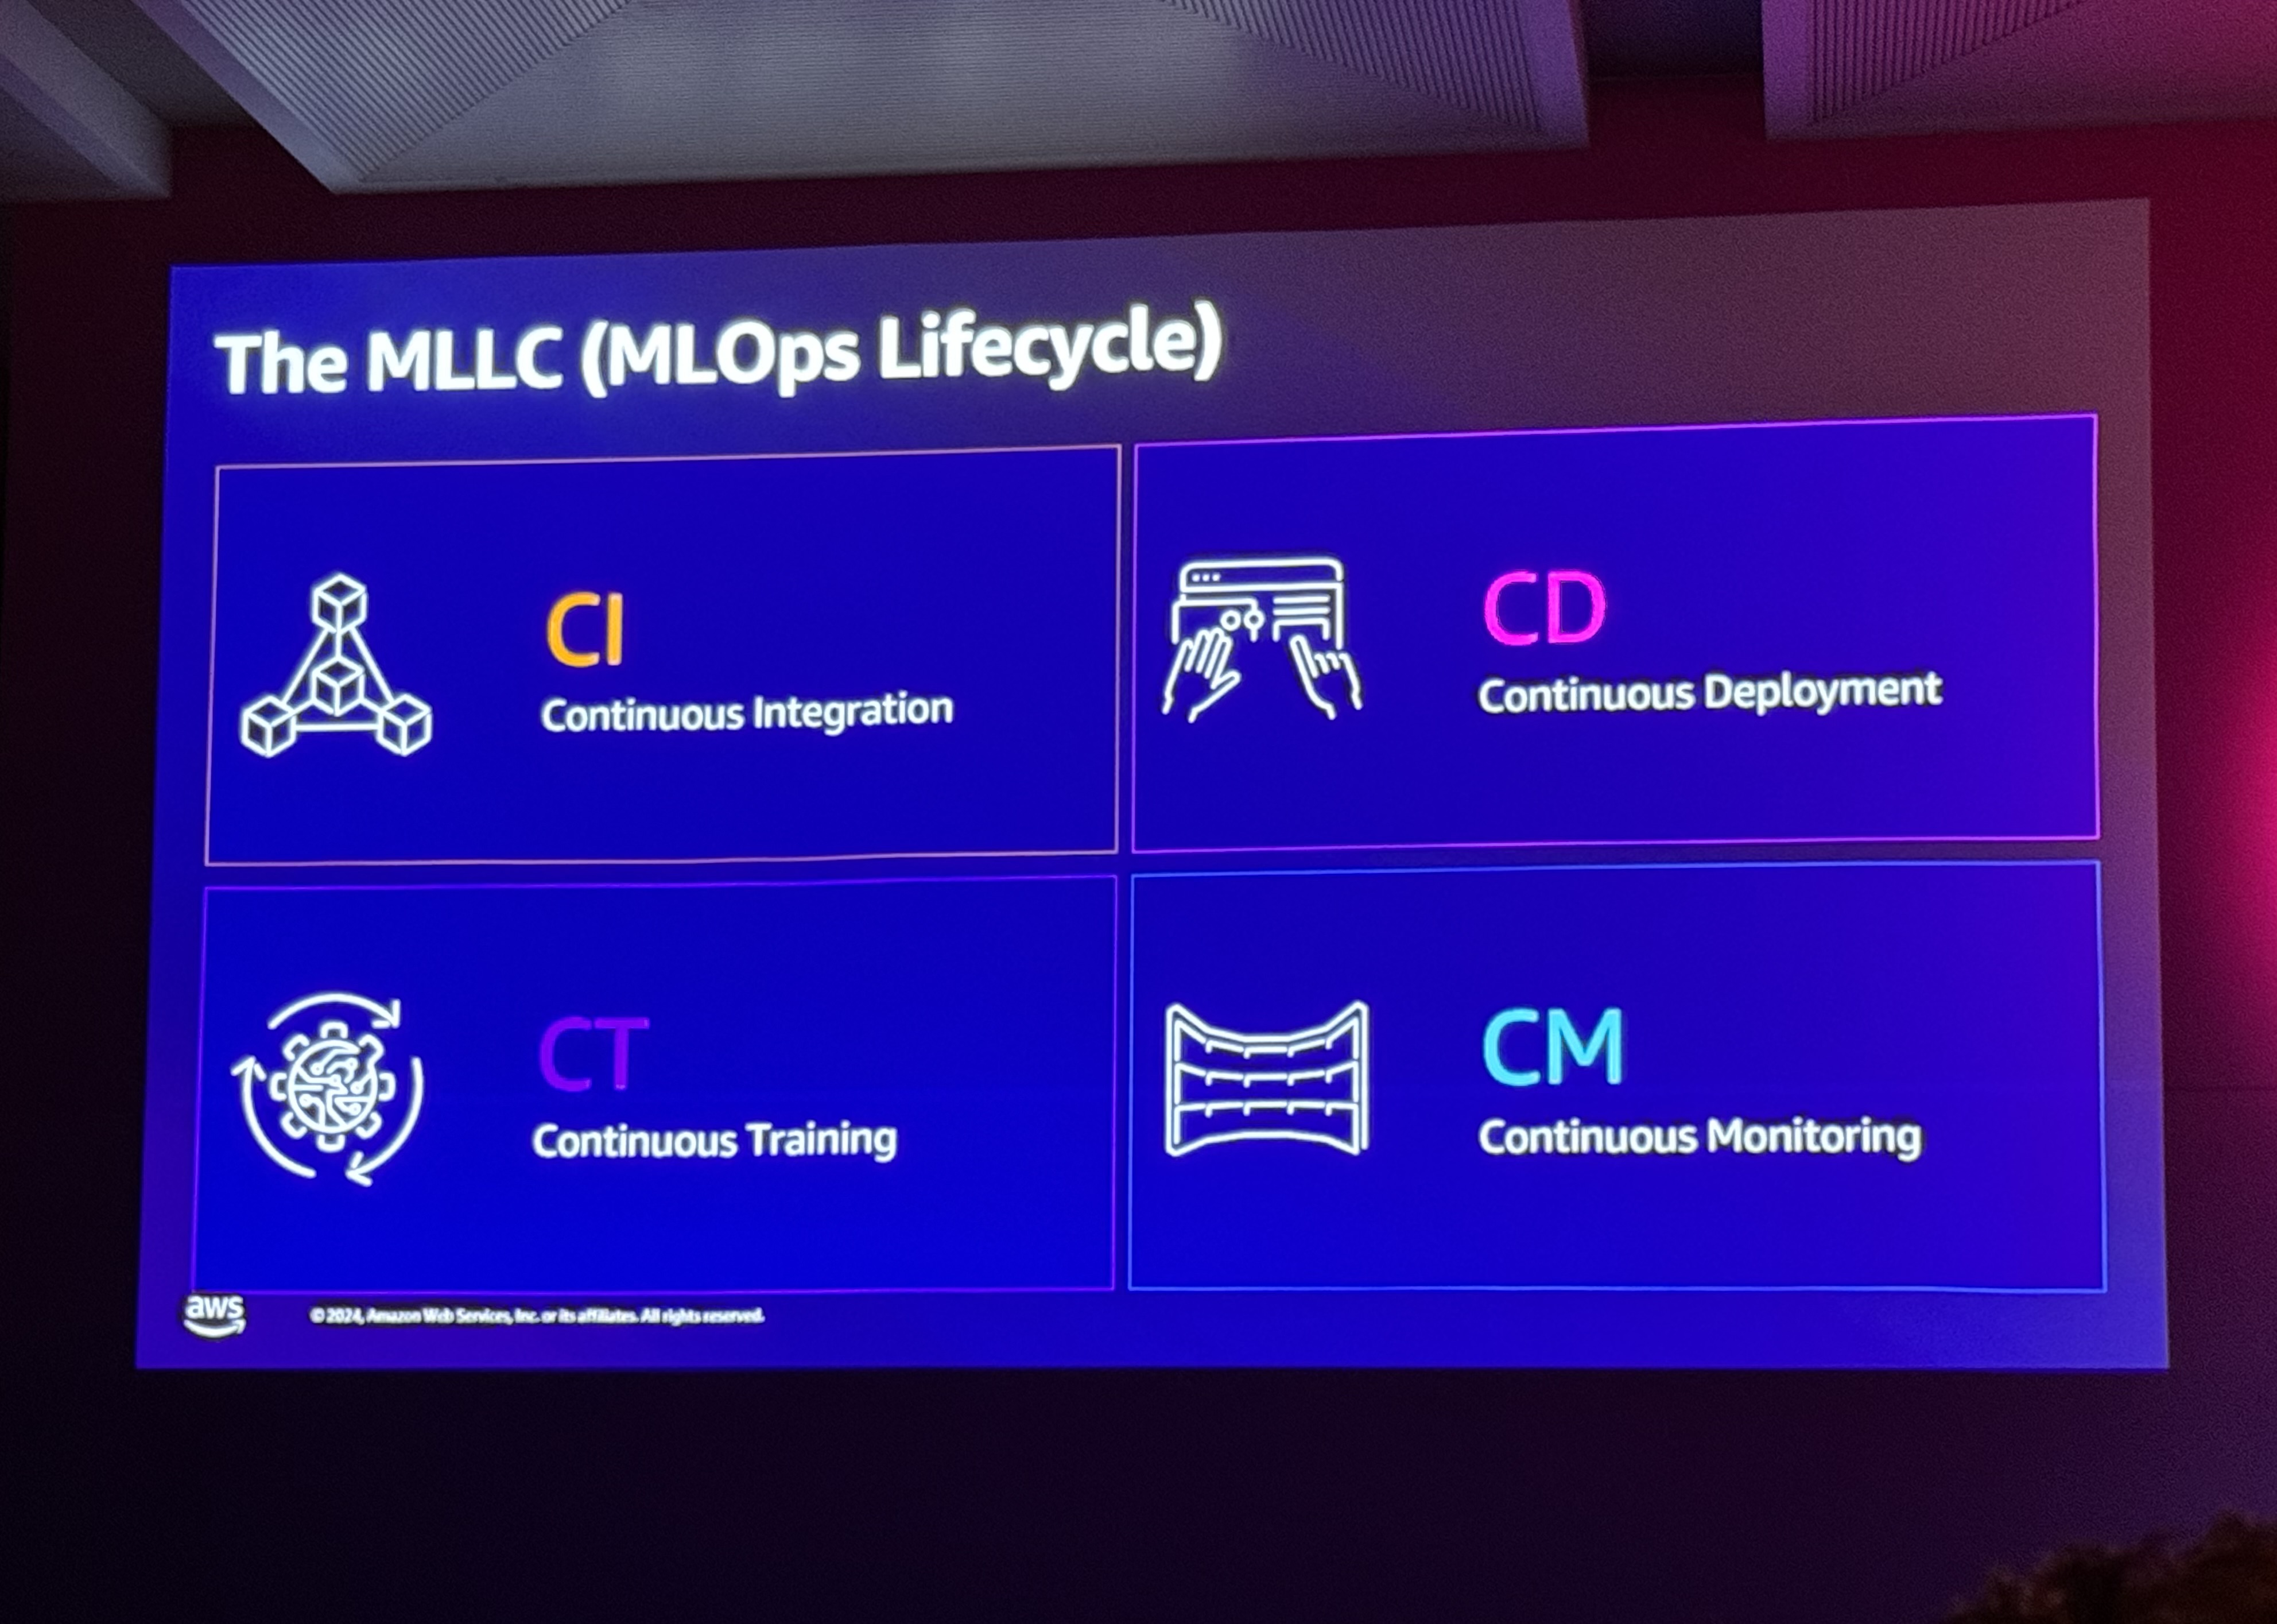 The MLLC (MLOps Lifecycle)
CI
Continuous Integration
CD
Continuous Deployment
CT
Continuous Training
CM
Continuous Monitoring
aws
© 2024, Amazon Web Services, Inc. or its affiliates. All rights reserved.